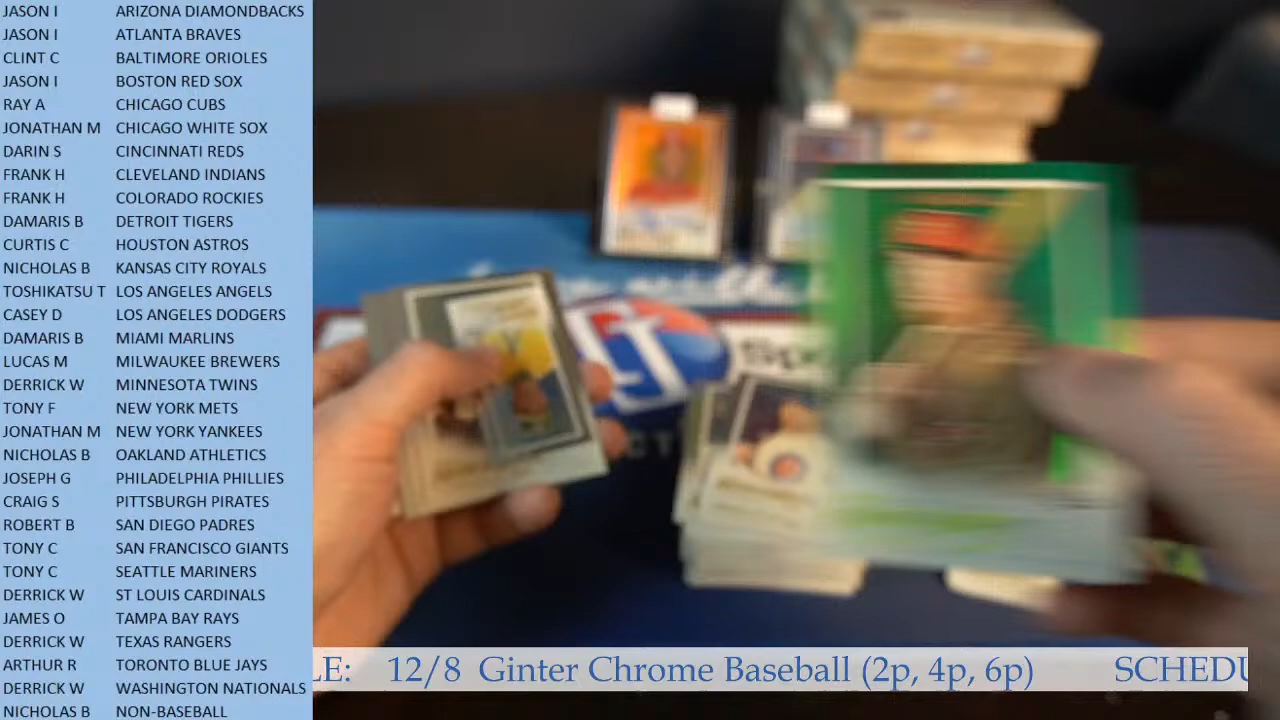 JASON I ARIZONA DIAMONDBACKS
JASON I ATLANTA BRAVES
CLINT C BALTIMORE ORIOLES
JASON I BOSTON RED SOX
RAY A CHICAGO CUBS
JONATHAN M CHICAGO WHITE SOX
DARIN S CINCINNATI REDS
FRANK H CLEVELAND INDIANS
FRANK H COLORADO ROCKIES
DAMARIS B DETROIT TIGERS
CURTIS C HOUSTON ASTROS
NICHOLAS B KANSAS CITY ROYALS
TOSHIKATSU T LOS ANGELES ANGELS
CASEY D LOS ANGELES DODGERS
DAMARIS B MIAMI MARLINS
LUCAS M MILWAUKEE BREWERS
DERRICK W MINNESOTA TWINS
TONY F NEW YORK METS
JONATHAN M NEW YORK YANKEES
NICHOLAS B OAKLAND ATHLETICS
JOSEPH G PHILADELPHIA PHILLIES
CRAIG S PITTSBURGH PIRATES
ROBERT B SAN DIEGO PADRES
TONY C SAN FRANCISCO GIANTS
TONY C SEATTLE MARINERS
DERRICK W ST LOUIS CARDINALS
JAMES O TAMPA BAY RAYS
DERRICK W TEXAS RANGERS
ARTHUR R TORONTO BLUE JAYS
DERRICK W WASHINGTON NATIONALS
NICHOLAS B NON-BASEBALL
LE: 12/8 Ginter Chrome Baseball (2p, 4p, 6p) SCHEDU